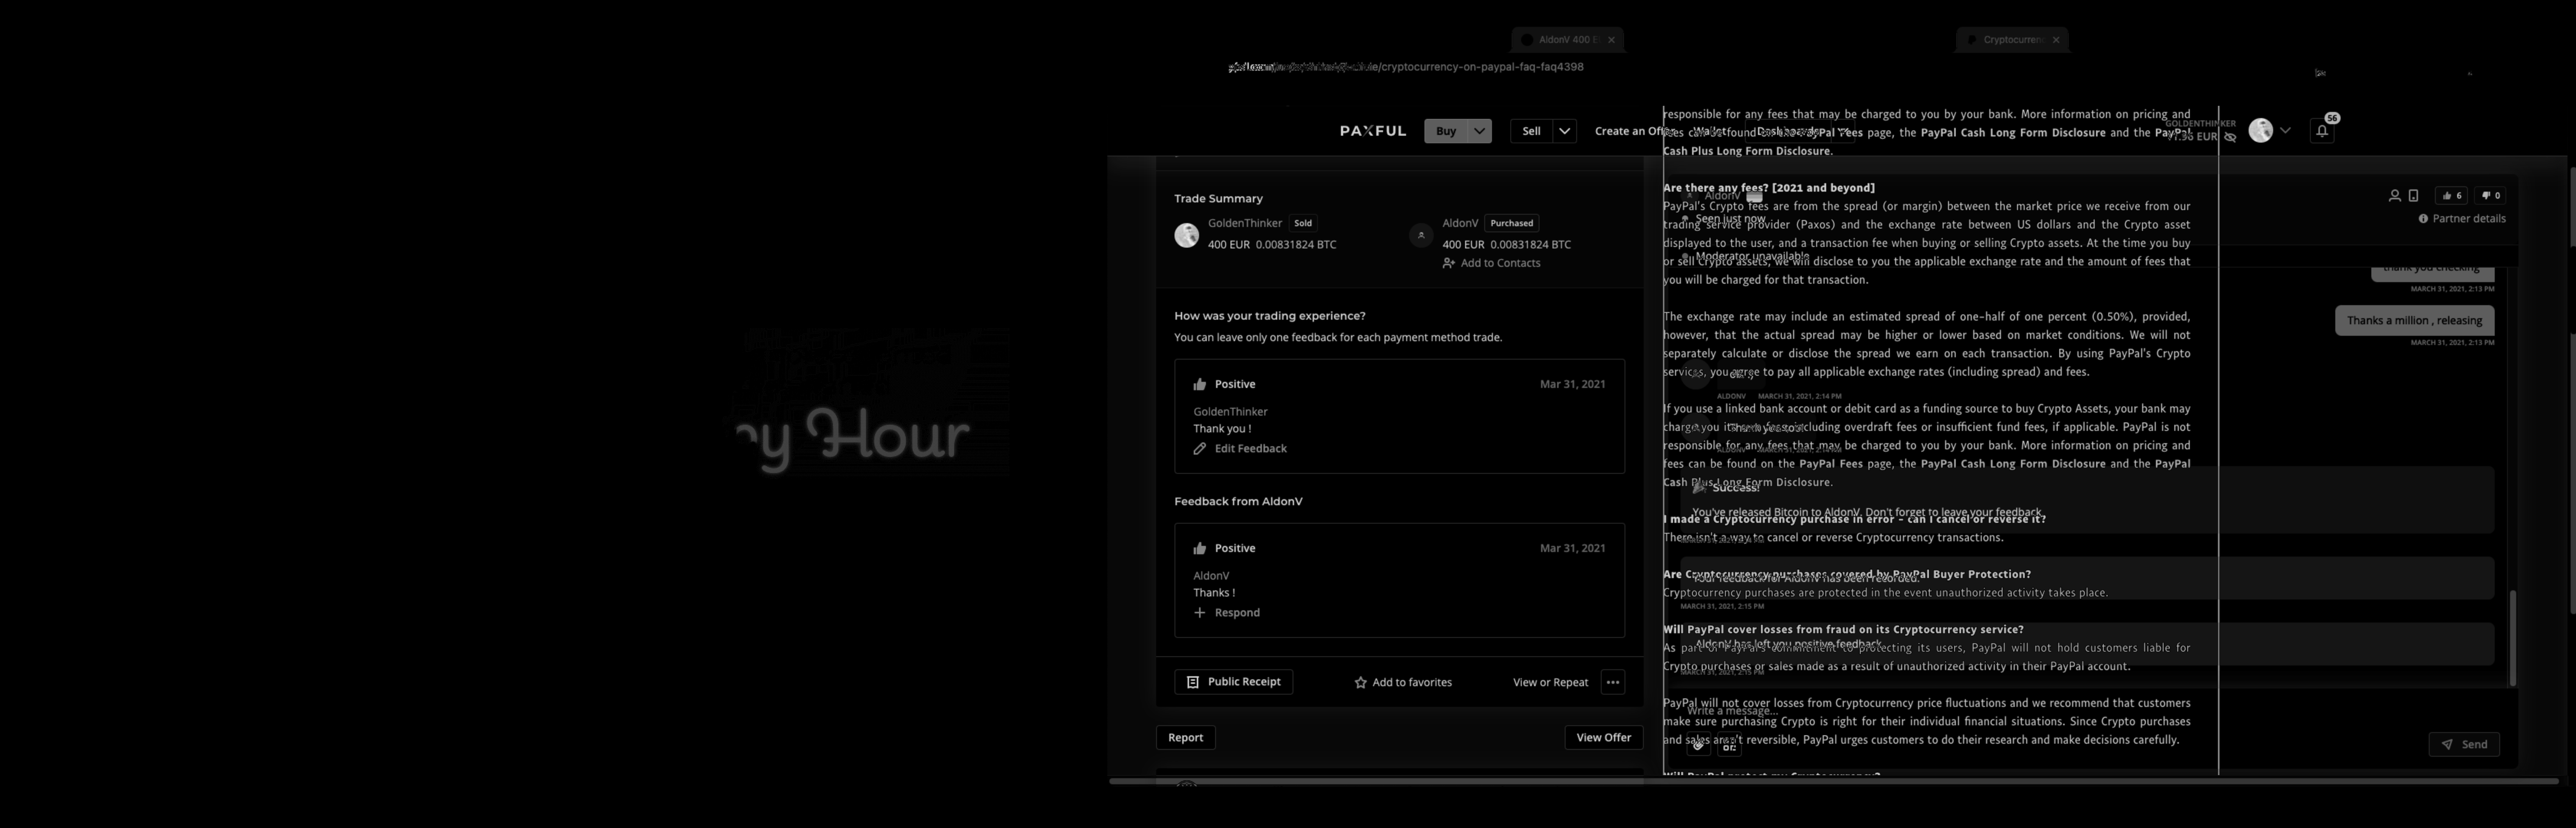 AldonV 400 E
Cryptocurren
/cryptocurrency-on-paypal-faq-faq4398
PAXFUL
Buy
Sell
Create an Offe
GOLDENTHINKER
EUR
56
Trade Summary
GoldenThinker Sold
400 EUR 0.00831824 BTC
AldonV Purchased
400 EUR 0.00831824 BTC
Add to Contacts
How was your trading experience?
You can leave only one feedback for each payment method trade.
Positive
Mar 31, 2021
GoldenThinker
Thank you !
Edit Feedback
Feedback from AldonV
Positive
Mar 31, 2021
AldonV
Thanks !
Respond
Public Receipt
Add to favorites
View or Repeat
Report
View Offer
y Hour
responsible for any fees that may be charged to you by your bank. More information on pricing and
fees can be found on the PayPal Fees page, the PayPal Cash Long Form Disclosure and the PayPal
Cash Plus Long Form Disclosure.
Are there any fees? [2021 and beyond]
PayPal's Crypto fees are from the spread (or margin) between the market price we receive from our
trading service provider (Paxos) and the exchange rate between US dollars and the Crypto asset
displayed to the user, and a transaction fee when buying or selling Crypto assets. At the time you buy
or sell Crypto assets, we will disclose to you the applicable exchange rate and the amount of fees that
you will be charged for that transaction.
The exchange rate may include an estimated spread of one-half of one percent (0.50%), provided,
however, that the actual spread may be higher or lower based on market conditions. We will not
separately calculate or disclose the spread we earn on each transaction. By using PayPal's Crypto
services, you agree to pay all applicable exchange rates (including spread) and fees.
If you use a linked bank account or debit card as a funding source to buy Crypto Assets, your bank may
charge you its own fees, including overdraft fees or insufficient fund fees, if applicable. PayPal is not
responsible for any fees that may be charged to you by your bank. More information on pricing and
fees can be found on the PayPal Fees page, the PayPal Cash Long Form Disclosure and the PayPal
Cash Plus Long Form Disclosure.
I made a Cryptocurrency purchase in error - can I cancel or reverse it?
There isn't a way to cancel or reverse Cryptocurrency transactions.
Are Cryptocurrency purchases covered by PayPal Buyer Protection?
Cryptocurrency purchases are protected in the event unauthorized activity takes place.
Will PayPal cover losses from fraud on its Cryptocurrency service?
As part of PayPal's commitment to protecting its users, PayPal will not hold customers liable for
Crypto purchases or sales made as a result of unauthorized activity in their PayPal account.
PayPal will not cover losses from Cryptocurrency price fluctuations and we recommend that customers
make sure purchasing Crypto is right for their individual financial situations. Since Crypto purchases
and sales aren't reversible, PayPal urges customers to do their research and make decisions carefully.
AldonV
Seen just now
Moderator unavailable
6
0
Partner details
thank you checking
MARCH 31, 2021, 2:13 PM
Thanks a million , releasing
MARCH 31, 2021, 2:13 PM
ALDONV MARCH 31, 2021, 2:14 PM
Success!
You've released Bitcoin to AldonV. Don't forget to leave your feedback
Your feedback for AldonV has been recorded.
MARCH 31, 2021, 2:15 PM
AldonV has left you positive feedback
MARCH 31, 2021, 2:15 PM
Write a message...
Send